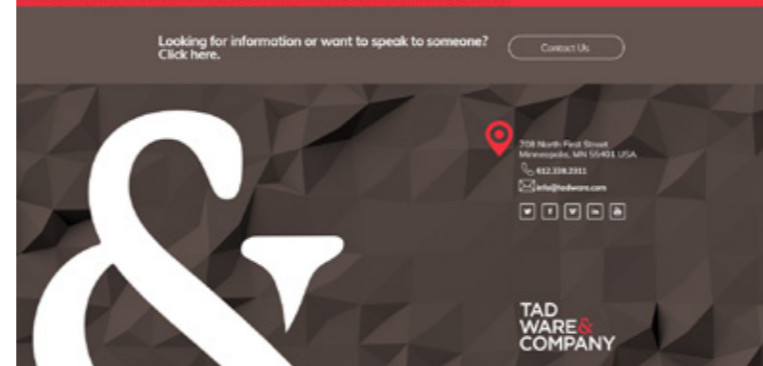 Looking for information or want to speak to someone?
Click here.
Contact Us
708 North First Street
Minneapolis, MN 55401 USA
612.338.2311
info@tadware.com
&
TAD
WARE&
COMPANY